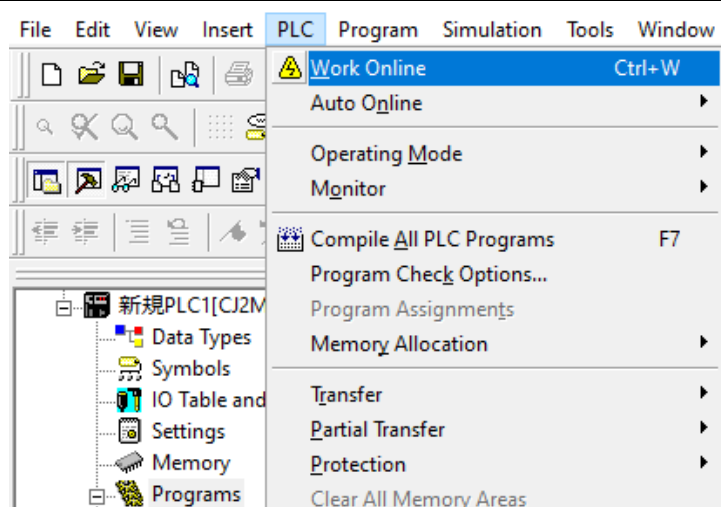 File Edit View Insert PLC Program Simulation Tools Window
Work Online Ctrl+W
Auto Online
Operating Mode
Monitor
Compile All PLC Programs F7
Program Check Options...
Program Assignments
Memory Allocation
Transfer
Partial Transfer
Protection
Clear All Memory Areas
新規PLC1[CJ2M
Data Types
Symbols
IO Table and
Settings
Memory
Programs